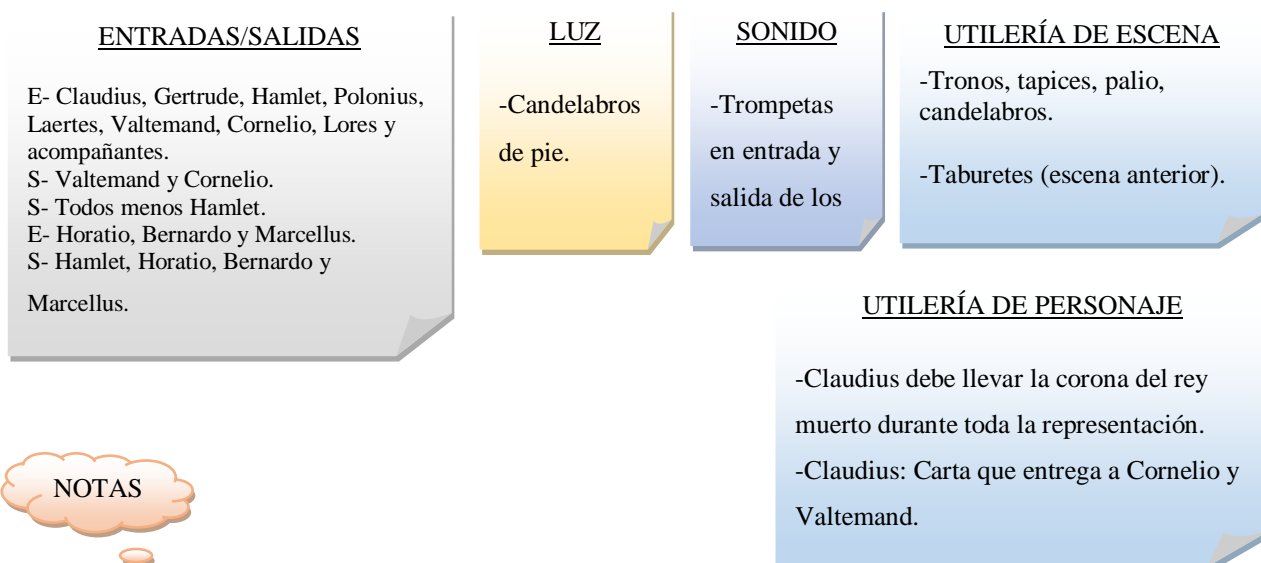 ENTRADAS/SALIDAS
E- Claudius, Gertrude, Hamlet, Polonius,
Laertes, Valtemand, Cornelio, Lores y
acompañantes.
S- Valtemand y Cornelio.
S- Todos menos Hamlet.
E- Horatio, Bernardo y Marcellus.
S- Hamlet, Horatio, Bernardo y
Marcellus.
LUZ
-Candelabros
de pie.
SONIDO
-Trompetas
en entrada y
salida de los
UTILERÍA DE ESCENA
-Tronos, tapices, palio,
candelabros.
-Taburetes (escena anterior).
UTILERÍA DE PERSONAJE
-Claudius debe llevar la corona del rey
muerto durante toda la representación.
-Claudius: Carta que entrega a Cornelio y
Valtemand.
NOTAS